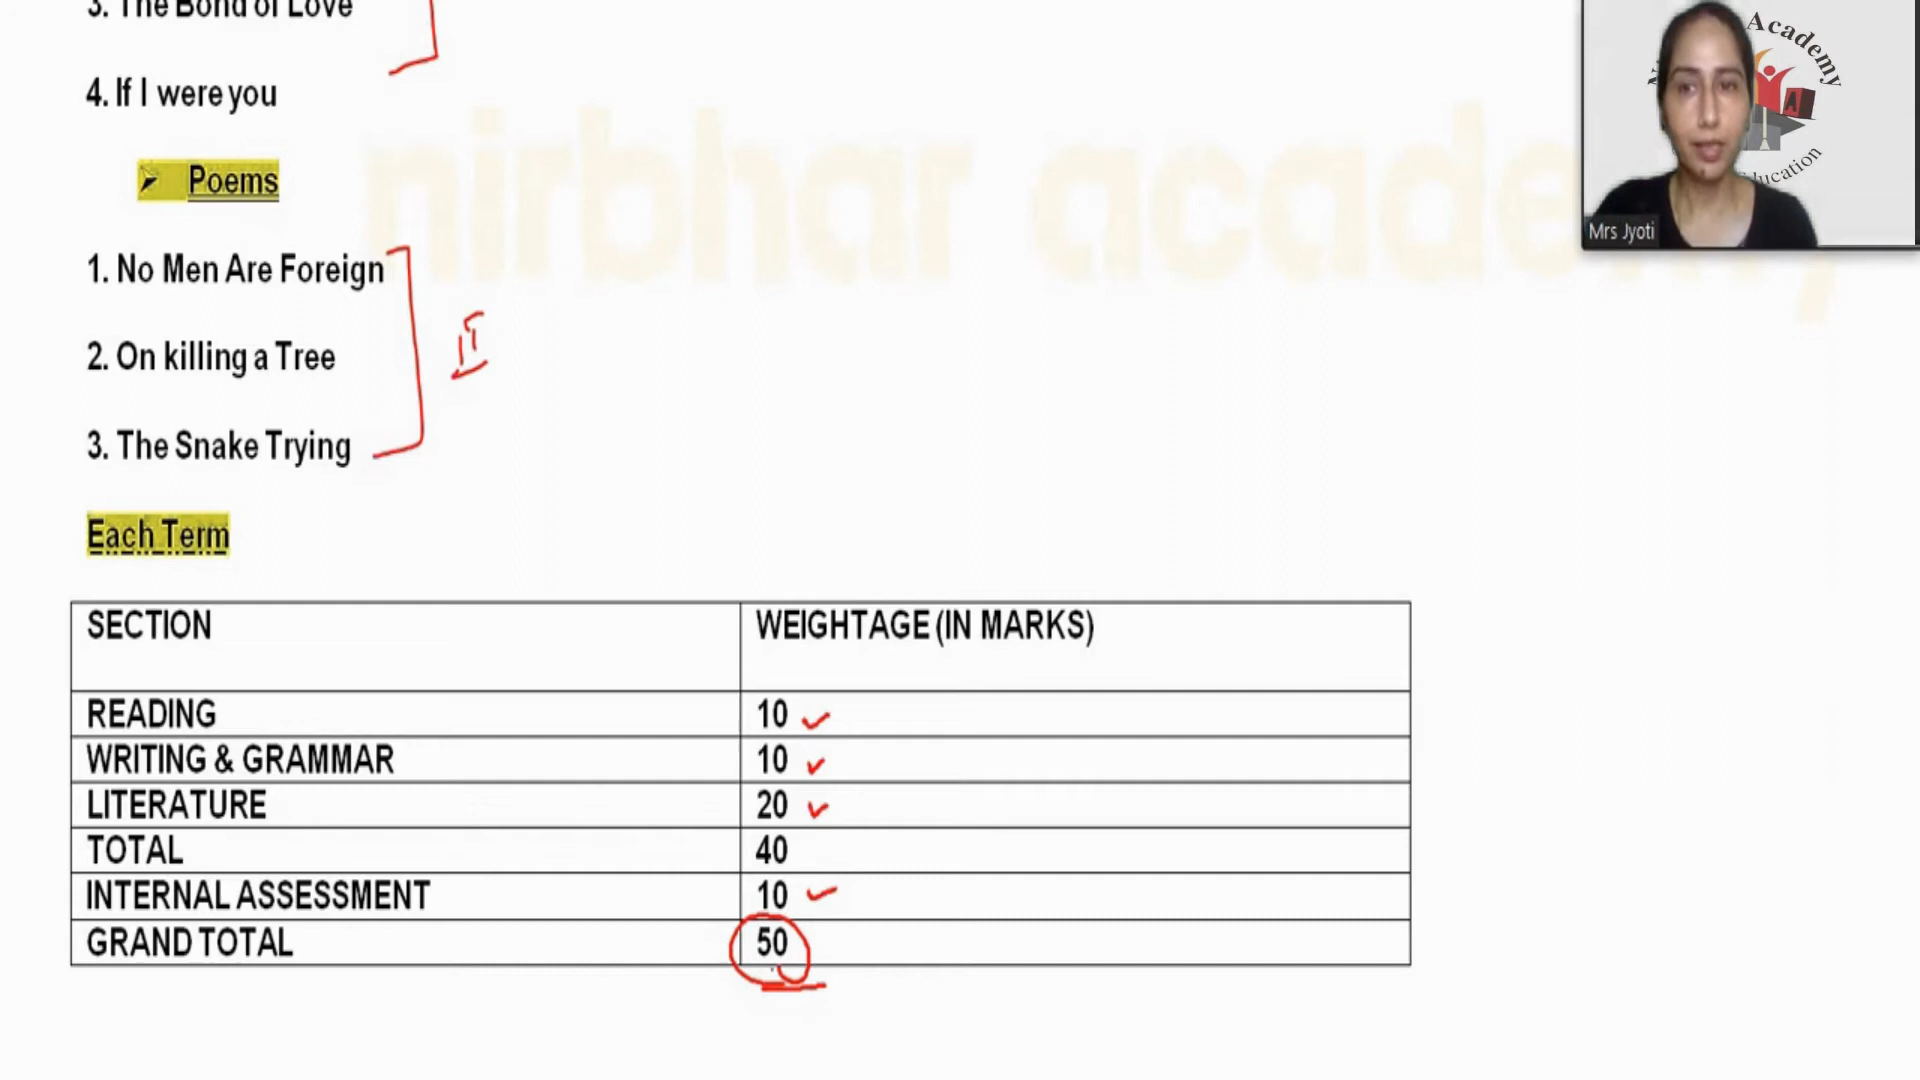 3. The Bond of Love
4. If I were you
Poems
1. No Men Are Foreign
2. On killing a Tree
3. The Snake Trying
II
Each Term
SECTION WEIGHTAGE (IN MARKS)
READING 10
WRITING & GRAMMAR 10
LITERATURE 20
TOTAL 40
INTERNAL ASSESSMENT 10
GRAND TOTAL 50
nirbhar academy
Academy
A
Mrs Jyoti